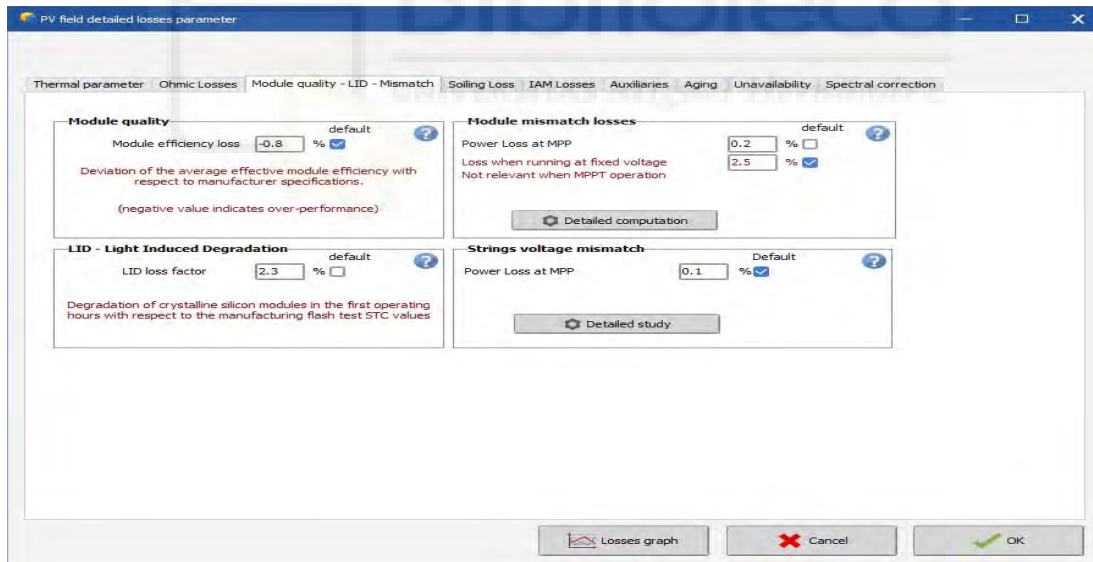 PV field detailed losses parameter
Thermal parameter Ohmic Losses Module quality - LID - Mismatch Soiling Loss IAM Losses Auxiliaries Aging Unavailability Spectral correction
Module quality
default
Module efficiency loss -0.8 %
Deviation of the average effective module efficiency with
respect to manufacturer specifications.
(negative value indicates over-performance)
Module mismatch losses
default
Power Loss at MPP 0.2 %
Loss when running at fixed voltage 2.5 %
Not relevant when MPPT operation
Detailed computation
LID - Light Induced Degradation
default
LID loss factor 2.3 %
Degradation of crystalline silicon modules in the first operating
hours with respect to the manufacturing flash test STC values
Strings voltage mismatch
Default
Power Loss at MPP 0.1 %
Detailed study
Losses graph Cancel OK